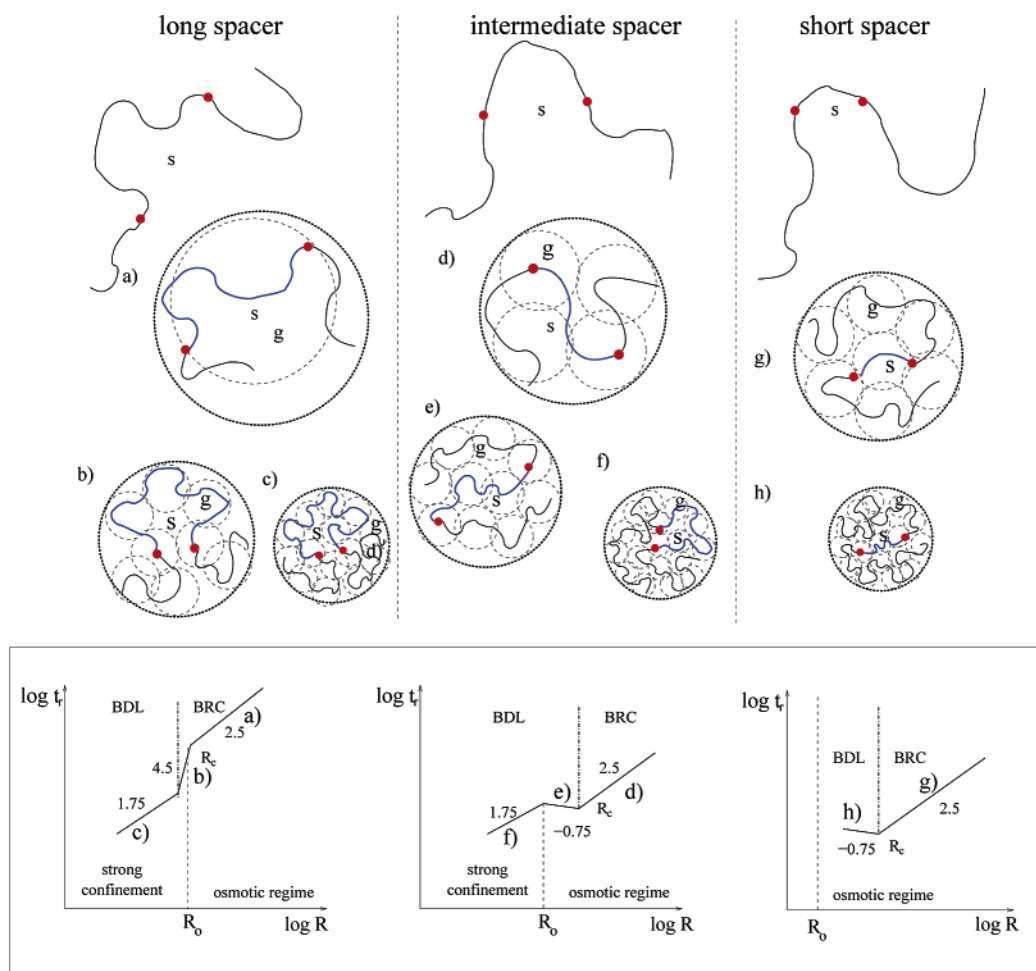 long spacer
intermediate spacer
short spacer
s
s
s
a)
s
g
d)
g
s
g)
g
s
e)
g
s
b)
g
s
c)
s
g
d)
f)
g
s
h)
g
s
log t_r
BDL
BRC
a)
2.5
4.5
R_c
b)
1.75
c)
strong
confinement
osmotic regime
R_o
log R
log t_r
BDL
BRC
2.5
e)
d)
1.75
R_c
f)
−0.75
strong
confinement
osmotic regime
R_o
log R
log t_r
BDL
BRC
g)
2.5
h)
−0.75
R_c
osmotic regime
R_o
log R